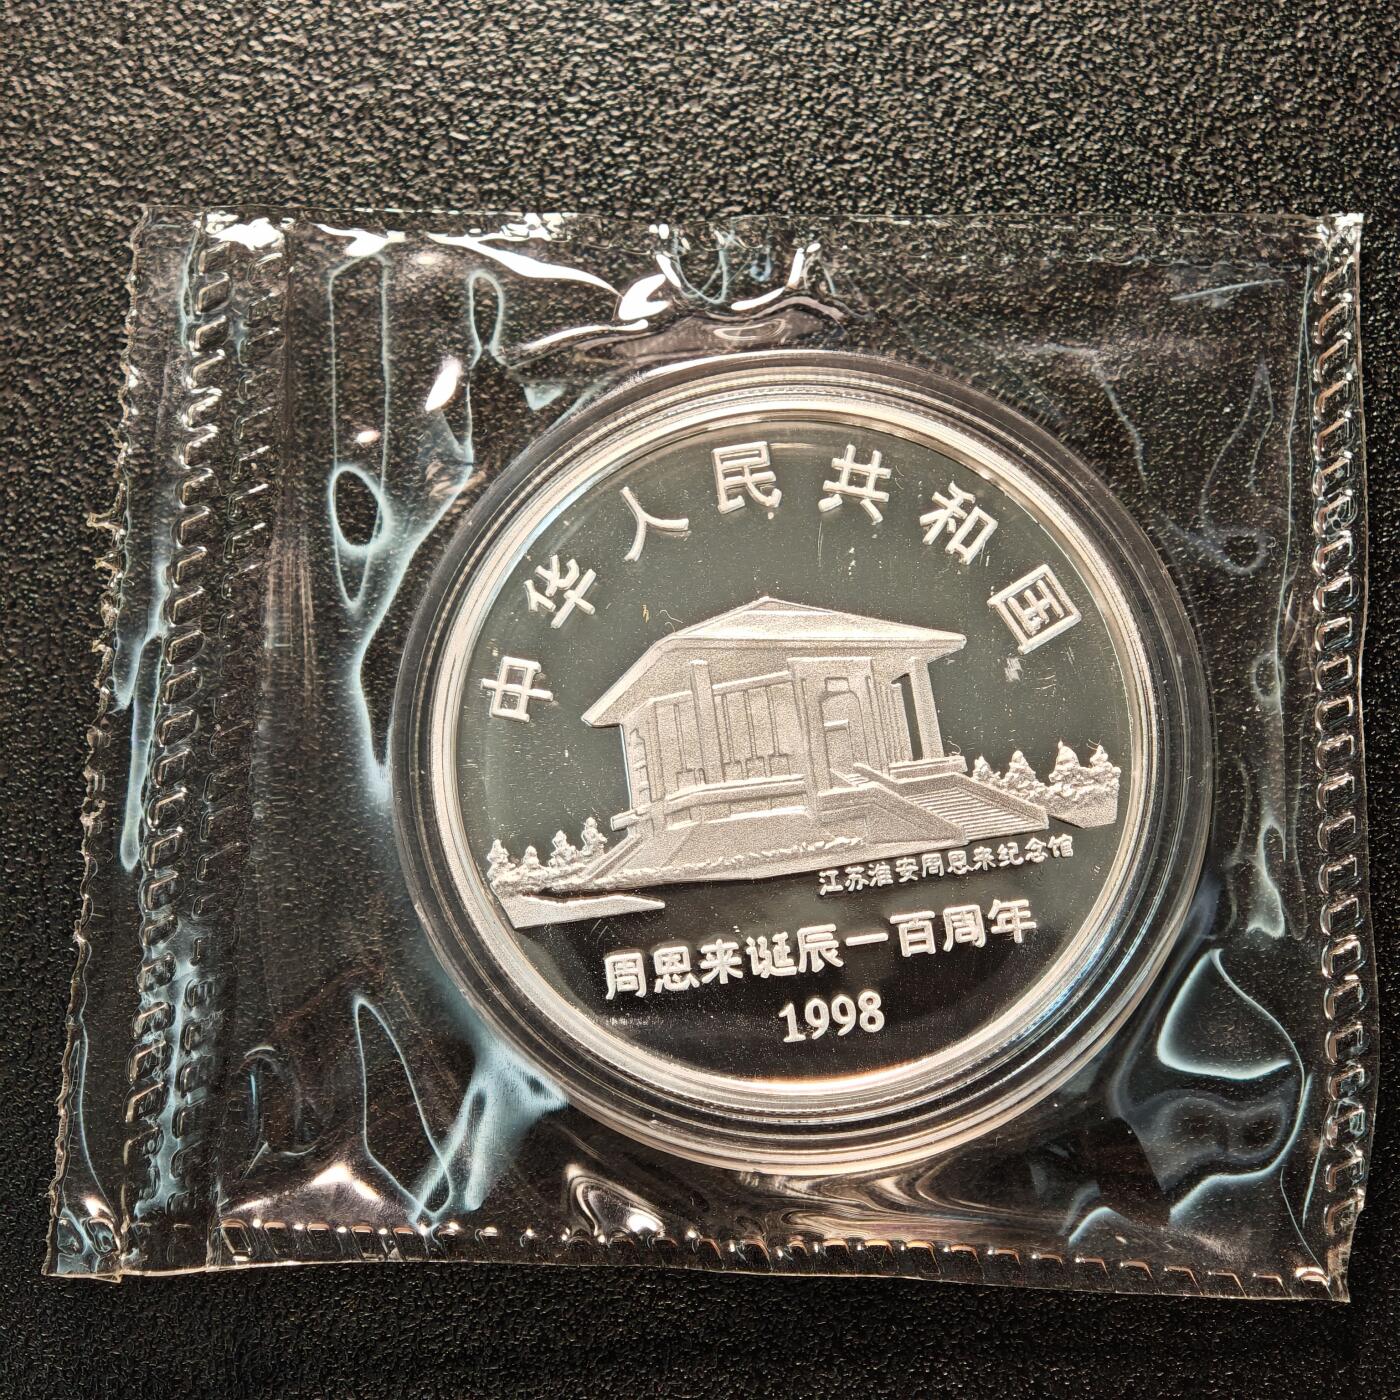 中华人民共和国
江苏淮安周恩来纪念馆
周恩来诞辰一百周年
1998